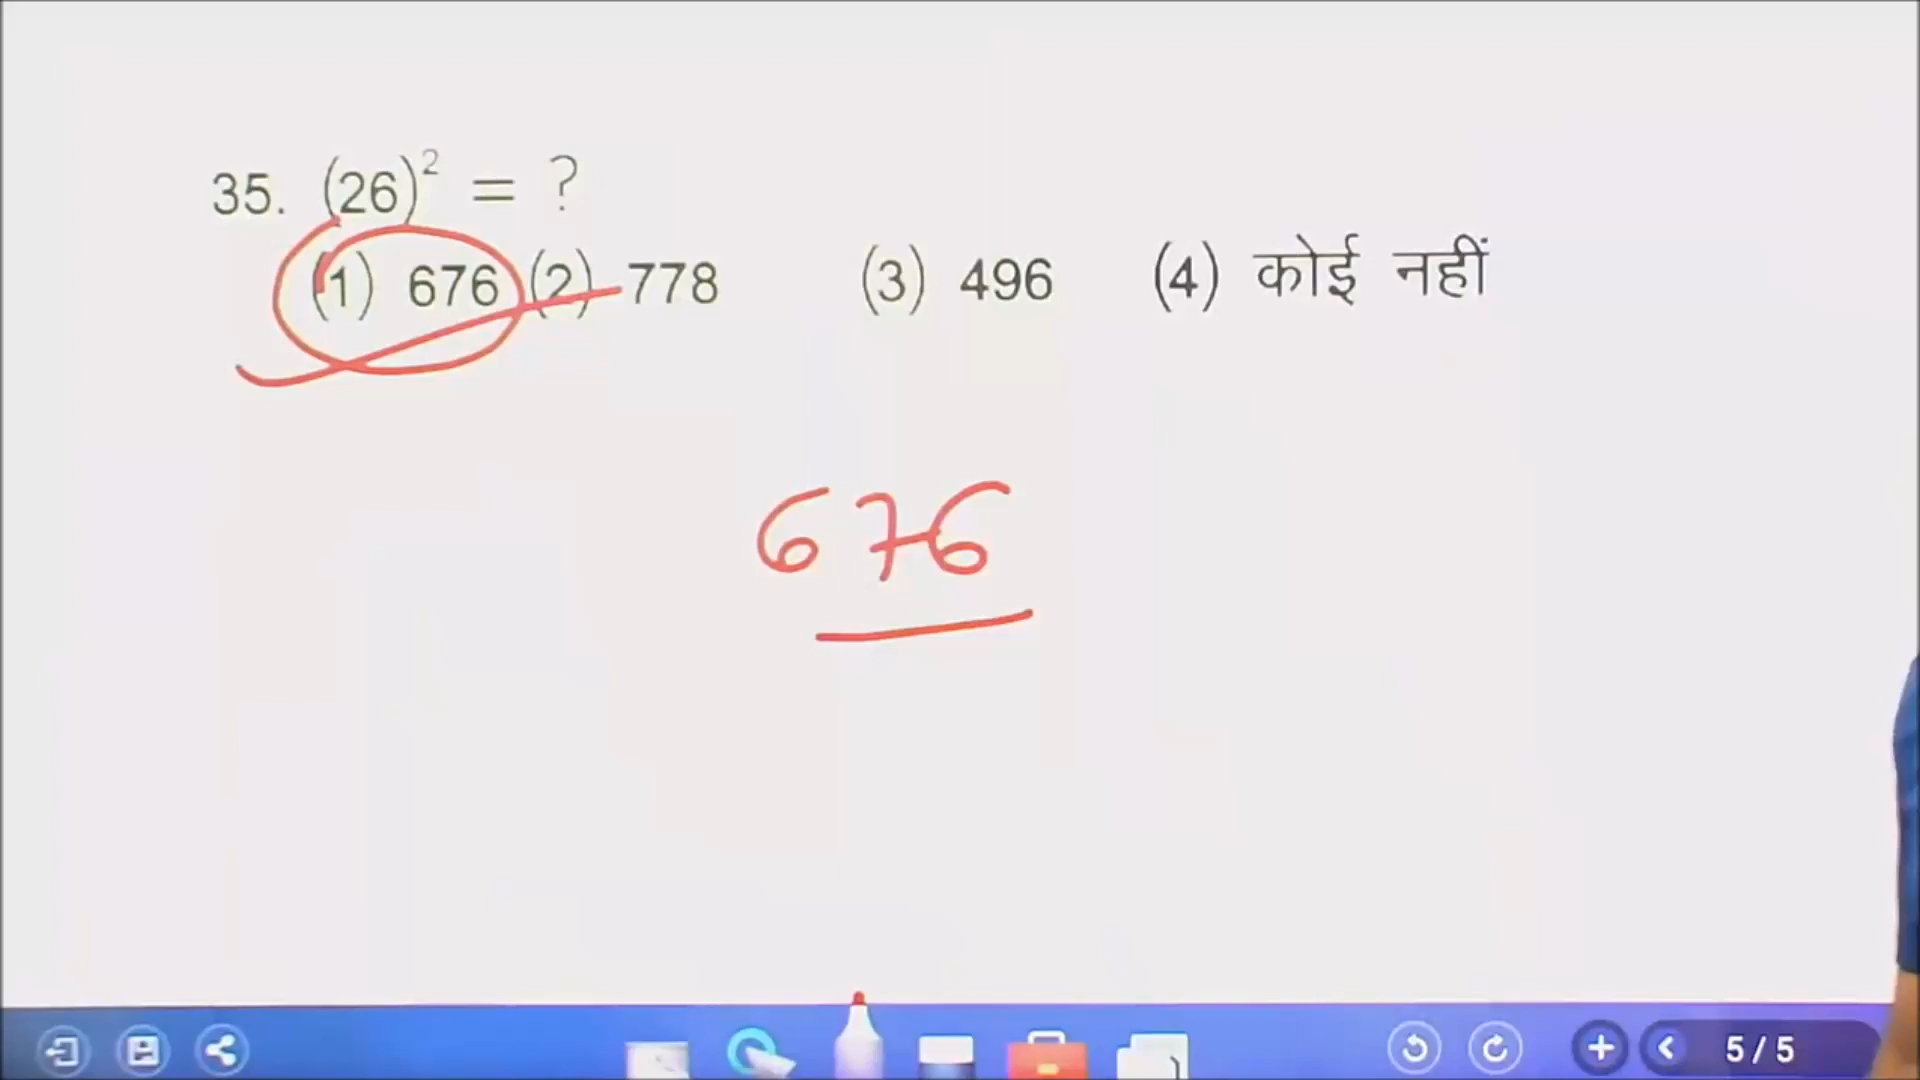 35. (26)² = ?
(1) 676 (2) 778 (3) 496 (4) कोई नहीं
676
5/5